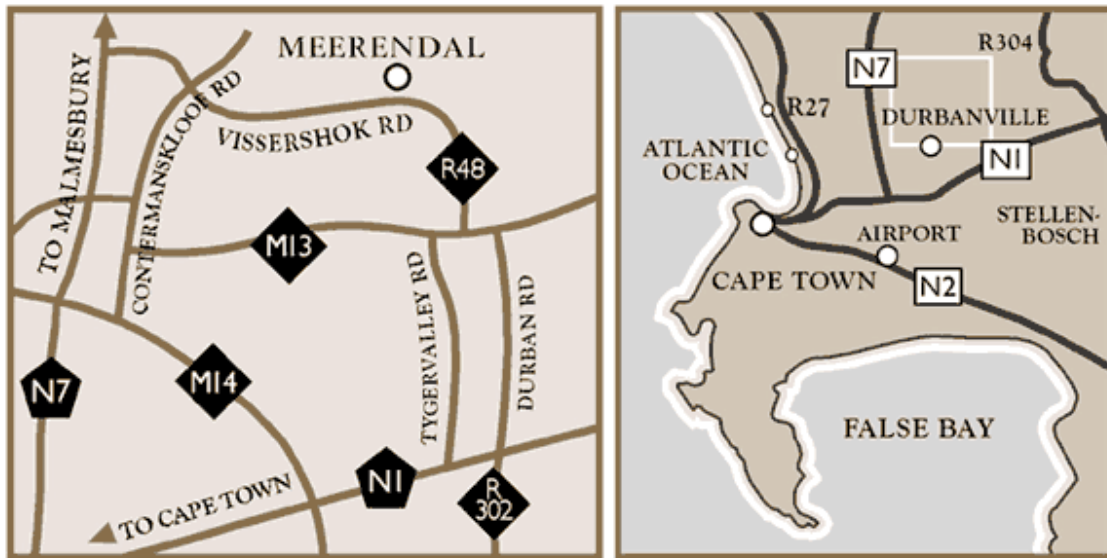 MEERENDAL
TO MALMESBURY
CONTERMANSKLOOF RD
VISSERSHOK RD
R48
M13
TYGERVALLEY RD
DURBAN RD
N7
M14
N1
R
302
TO CAPE TOWN
R304
N7
R27
DURBANVILLE
ATLANTIC
OCEAN
N1
STELLEN-
BOSCH
AIRPORT
CAPE TOWN
N2
FALSE BAY